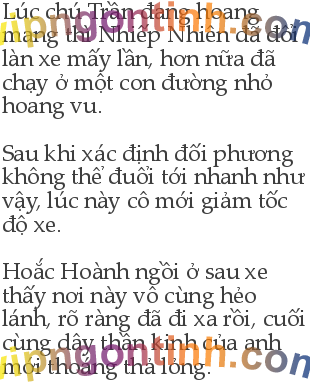 Lúc chú Trần đang hoang
mang thì Nhiếp Nhiên đã đổi
làn xe mấy lần, hơn nữa đã
chạy ở một con đường nhỏ
hoang vu.
Sau khi xác định đối phương
không thể đuổi tới nhanh như
vậy, lúc này cô mới giảm tốc
độ xe.
Hoắc Hoành ngồi ở sau xe
thấy nơi này vô cùng hẻo
lánh, rõ ràng đã đi xa rồi, cuối
cùng dây thần kinh của anh
mới thoáng thả lỏng.